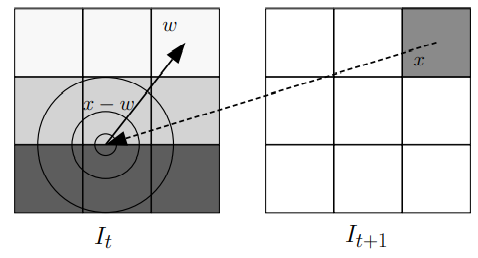 w
x − w
x
I_t
I_{t+1}